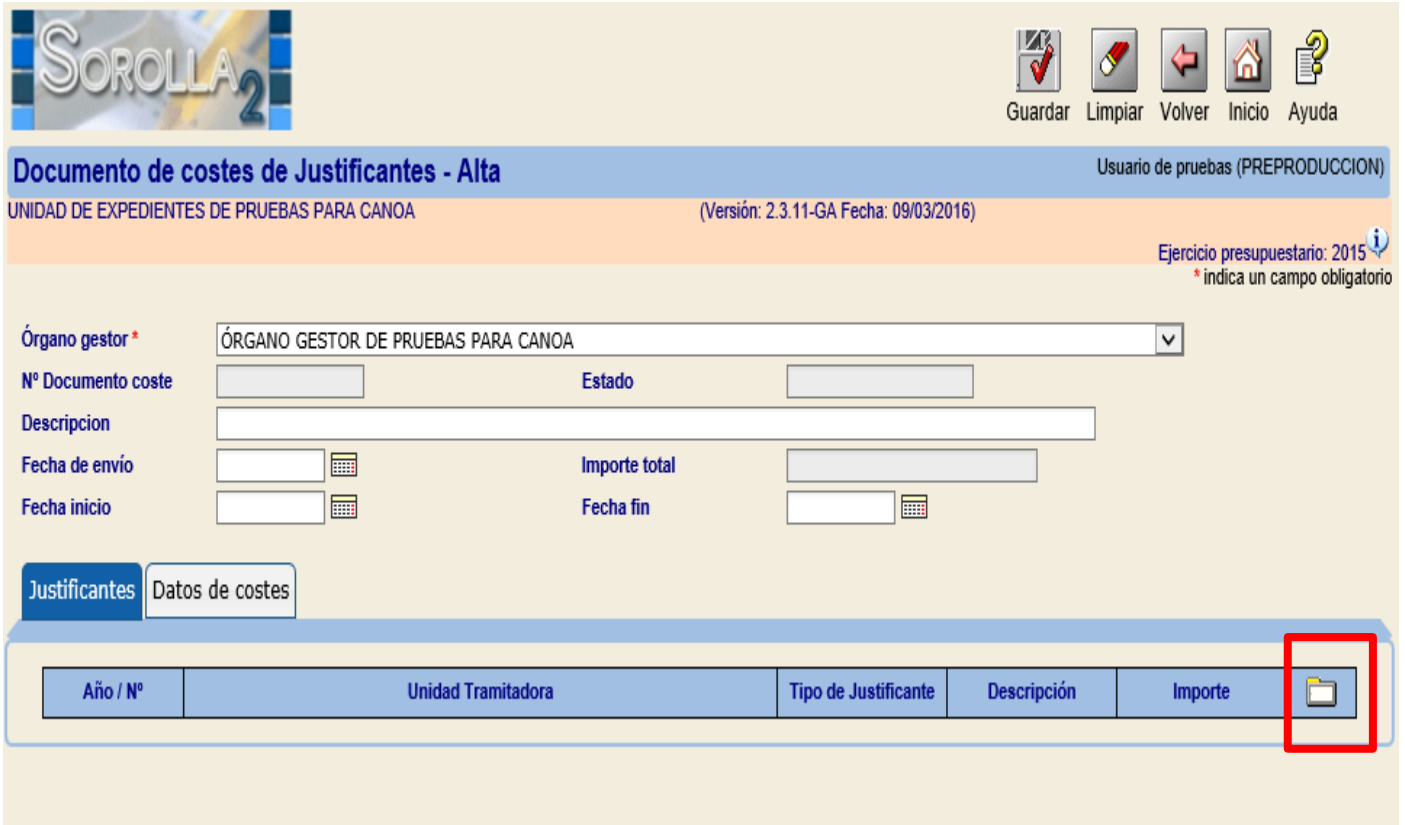 SOROLLA2
Guardar Limpiar Volver Inicio Ayuda
Documento de costes de Justificantes - Alta
Usuario de pruebas (PREPRODUCCION)
UNIDAD DE EXPEDIENTES DE PRUEBAS PARA CANOA
(Versión: 2.3.11-GA Fecha: 09/03/2016)
Ejercicio presupuestario: 2015
* indica un campo obligatorio
Órgano gestor * ÓRGANO GESTOR DE PRUEBAS PARA CANOA
Nº Documento coste Estado
Descripcion
Fecha de envío Importe total
Fecha inicio Fecha fin
Justificantes Datos de costes
Año / Nº Unidad Tramitadora Tipo de Justificante Descripción Importe